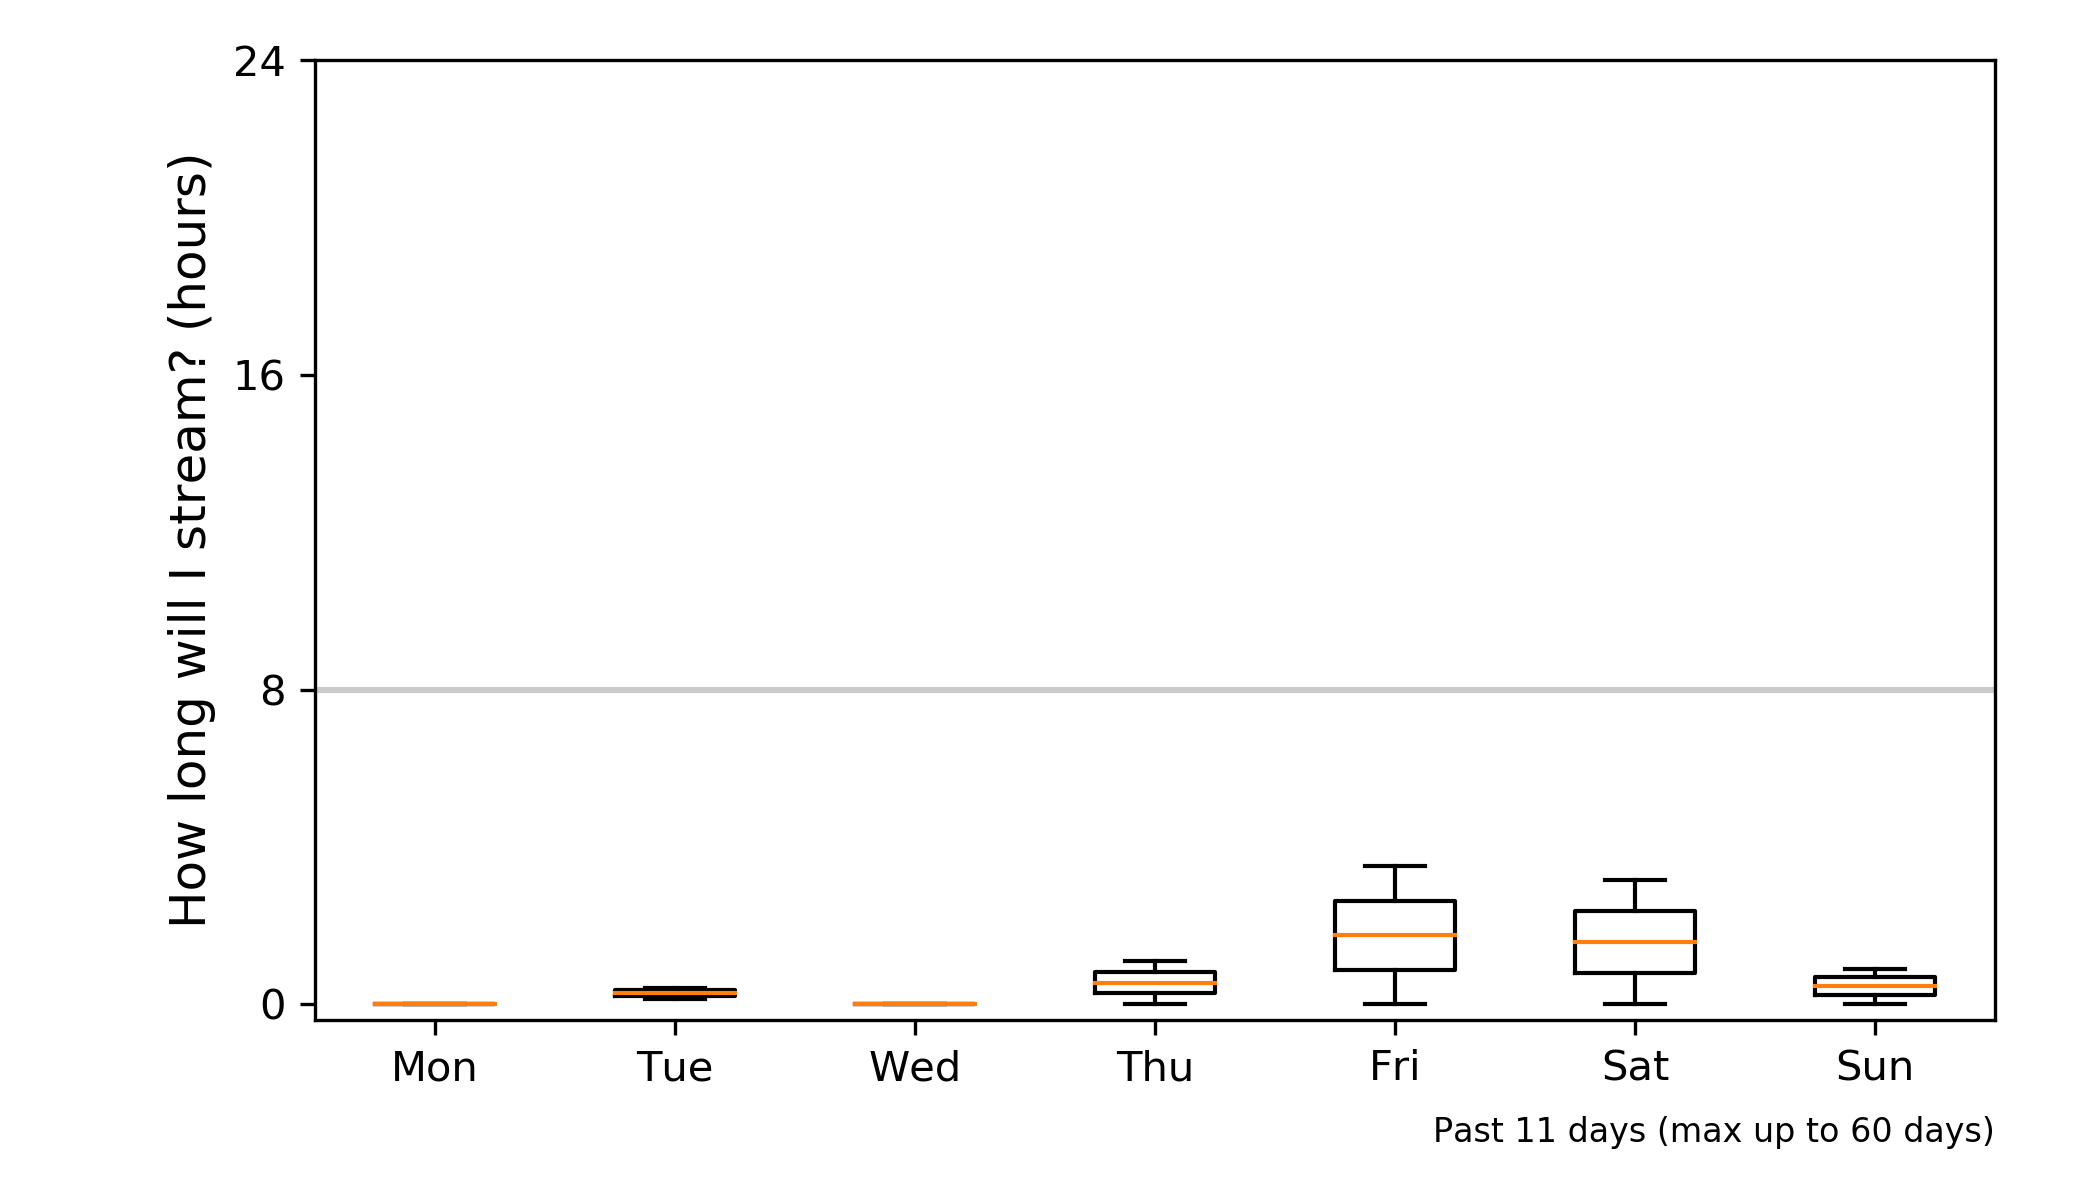 How long will I stream? (hours)
24
16
8
0
Mon Tue Wed Thu Fri Sat Sun
Past 11 days (max up to 60 days)